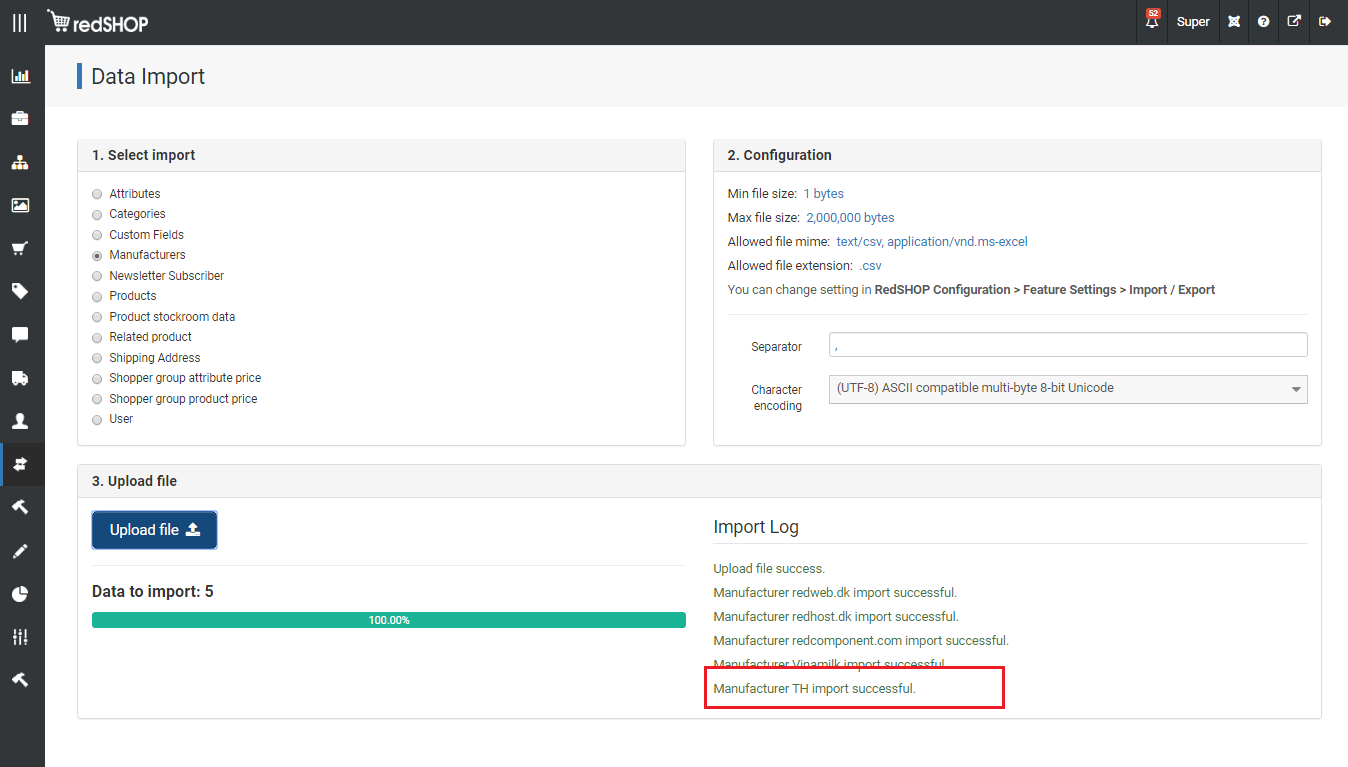 redSHOP
52
Super
Data Import
1. Select import
Attributes
Categories
Custom Fields
Manufacturers
Newsletter Subscriber
Products
Product stockroom data
Related product
Shipping Address
Shopper group attribute price
Shopper group product price
User
2. Configuration
Min file size: 1 bytes
Max file size: 2,000,000 bytes
Allowed file mime: text/csv, application/vnd.ms-excel
Allowed file extension: .csv
You can change setting in RedSHOP Configuration > Feature Settings > Import / Export
Separator ,
Character
encoding
(UTF-8) ASCII compatible multi-byte 8-bit Unicode
3. Upload file
Upload file
Data to import: 5
100.00%
Import Log
Upload file success.
Manufacturer redweb.dk import successful.
Manufacturer redhost.dk import successful.
Manufacturer redcomponent.com import successful.
Manufacturer Vinamilk import successful.
Manufacturer TH import successful.